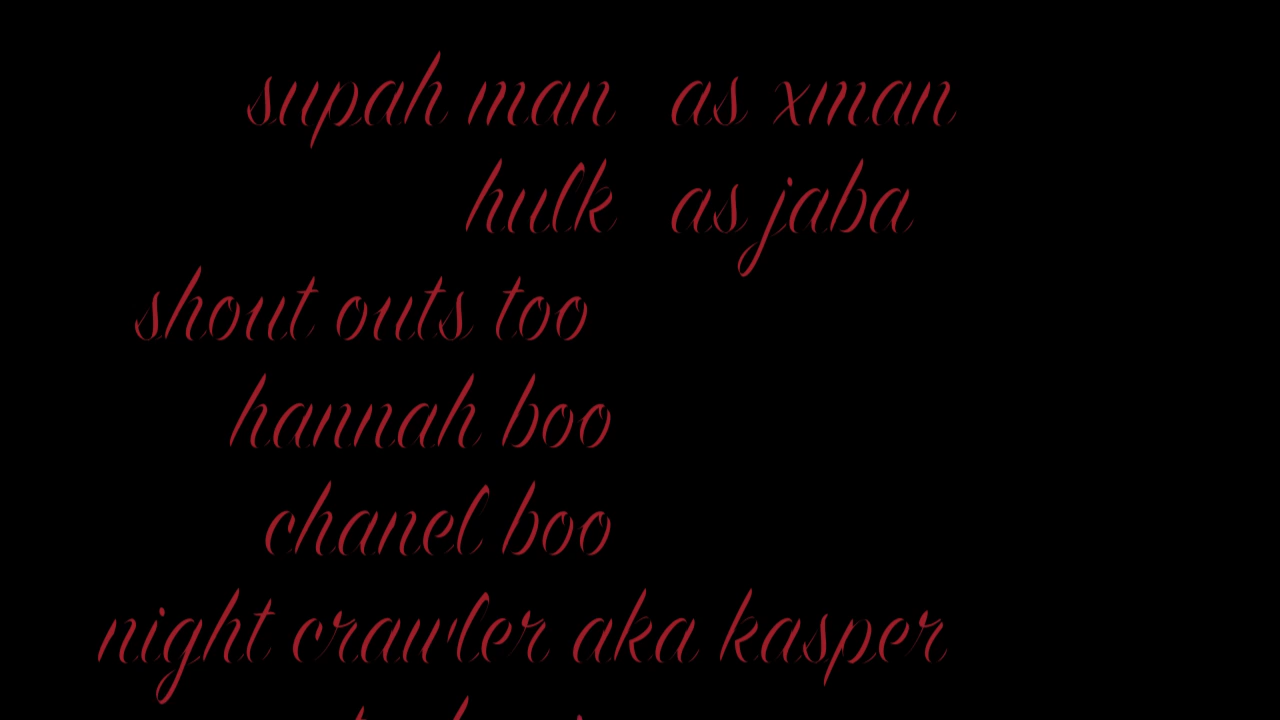 supah man as xman
hulk as jaba
shout outs too
hannah boo
chanel boo
night crawler aka kasper